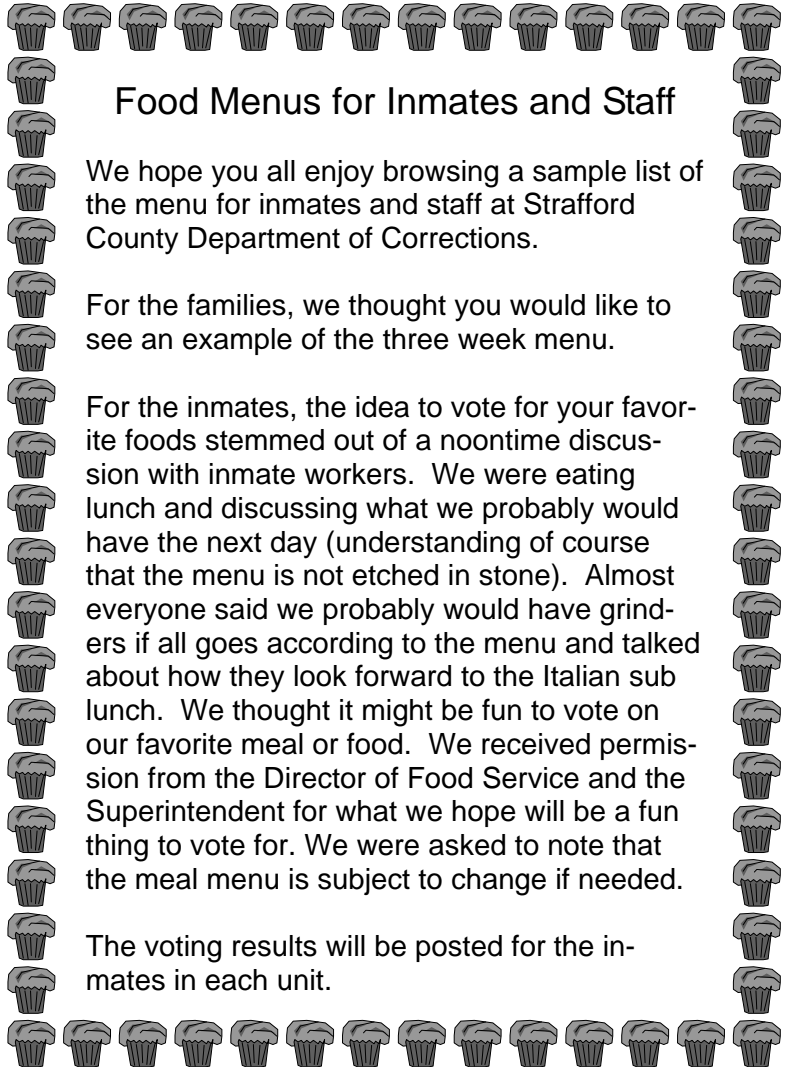 Food Menus for Inmates and Staff
We hope you all enjoy browsing a sample list of
the menu for inmates and staff at Strafford
County Department of Corrections.
For the families, we thought you would like to
see an example of the three week menu.
For the inmates, the idea to vote for your favor-
ite foods stemmed out of a noontime discus-
sion with inmate workers.  We were eating
lunch and discussing what we probably would
have the next day (understanding of course
that the menu is not etched in stone).  Almost
everyone said we probably would have grind-
ers if all goes according to the menu and talked
about how they look forward to the Italian sub
lunch.  We thought it might be fun to vote on
our favorite meal or food.  We received permis-
sion from the Director of Food Service and the
Superintendent for what we hope will be a fun
thing to vote for. We were asked to note that
the meal menu is subject to change if needed.
The voting results will be posted for the in-
mates in each unit.